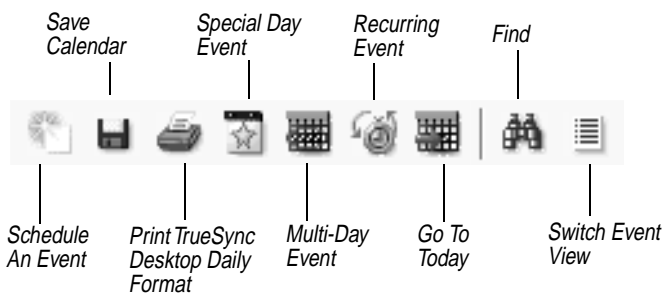 Save
Calendar
Special Day
Event
Recurring
Event
Find
Schedule
An Event
Print TrueSync
Desktop Daily
Format
Multi-Day
Event
Go To
Today
Switch Event
View